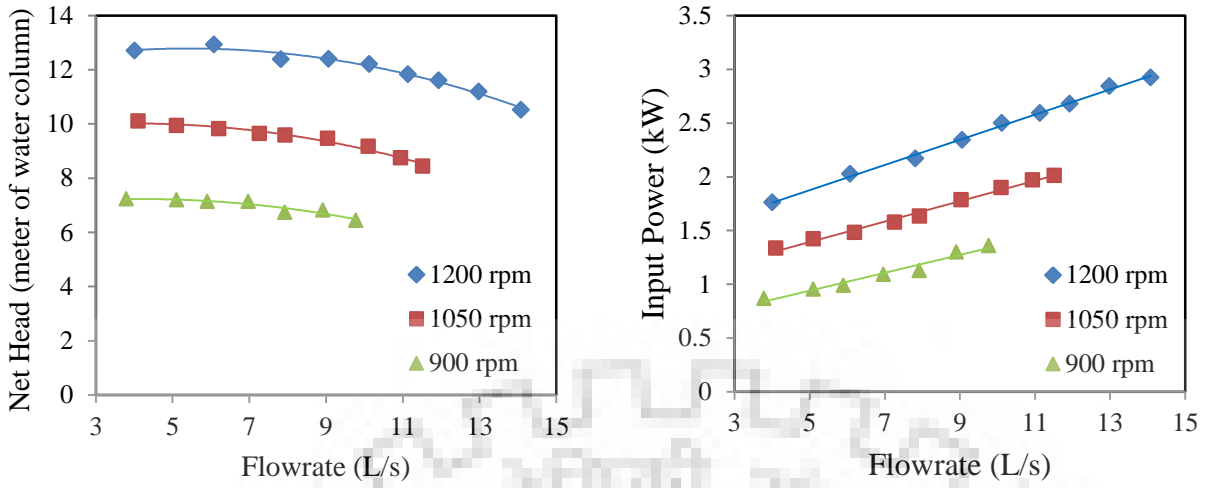 Net Head (meter of water column)
14
12
10
8
6
4
2
0
1200 rpm
1050 rpm
900 rpm
3 5 7 9 11 13 15
Flowrate (L/s)
Input Power (kW)
3.5
3
2.5
2
1.5
1
0.5
0
1200 rpm
1050 rpm
900 rpm
3 5 7 9 11 13 15
Flowrate (L/s)